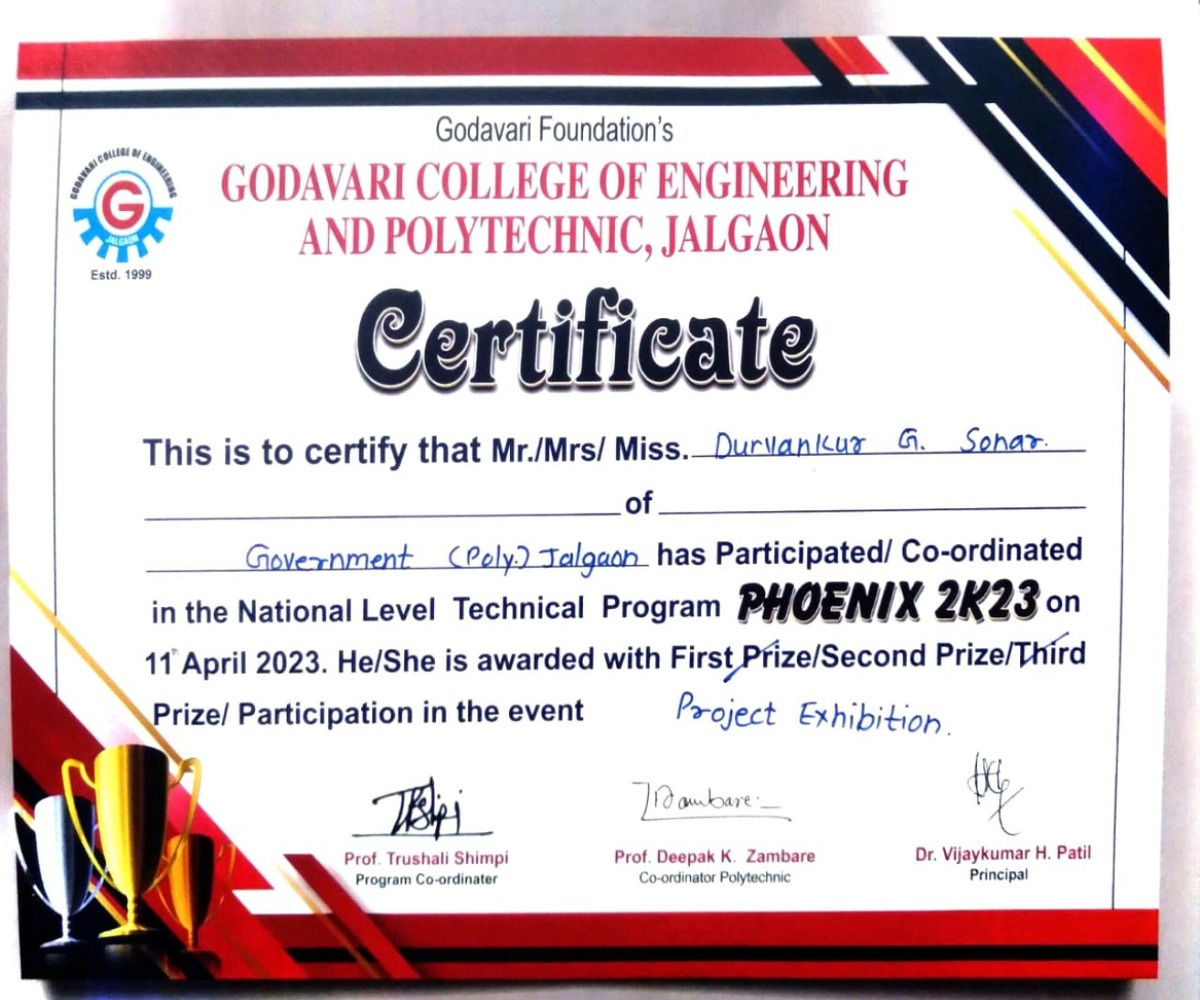 Godavari Foundation's
GODAVARI COLLEGE OF ENGINEERING
AND POLYTECHNIC, JALGAON
GODAVARI COLLEGE OF ENGINEERING
G
JALGAON
Estd. 1999
Certificate
This is to certify that Mr./Mrs/ Miss. Durvankur G. Sonar.
of
Government (Poly.) Jalgaon has Participated/ Co-ordinated
in the National Level Technical Program PHOENIX 2K23 on
11th April 2023. He/She is awarded with First Prize/Second Prize/Third
Prize/ Participation in the event Project Exhibition.
Prof. Trushali Shimpi
Program Co-ordinater
Prof. Deepak K. Zambare
Co-ordinator Polytechnic
Dr. Vijaykumar H. Patil
Principal